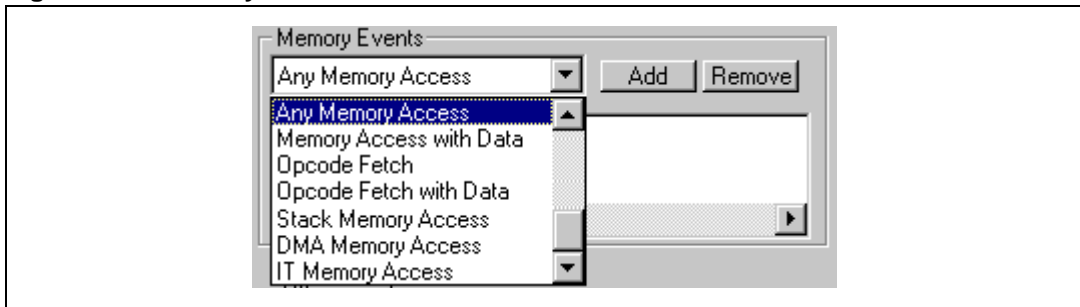 Memory Events
Any Memory Access Add Remove
Any Memory Access
Memory Access with Data
Opcode Fetch
Opcode Fetch with Data
Stack Memory Access
DMA Memory Access
IT Memory Access